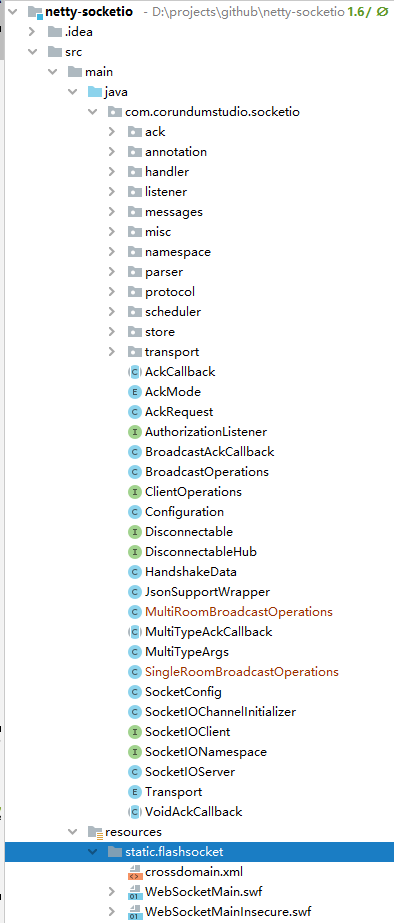 netty-socketio - D:\projects\github\netty-socketio 1.6 / Ø
.idea
src
main
java
com.corundumstudio.socketio
ack
annotation
handler
listener
messages
misc
namespace
parser
protocol
scheduler
store
transport
AckCallback
AckMode
AckRequest
AuthorizationListener
BroadcastAckCallback
BroadcastOperations
ClientOperations
Configuration
Disconnectable
DisconnectableHub
HandshakeData
JsonSupportWrapper
MultiRoomBroadcastOperations
MultiTypeAckCallback
MultiTypeArgs
SingleRoomBroadcastOperations
SocketConfig
SocketIOChannelInitializer
SocketIOClient
SocketIONamespace
SocketIOServer
Transport
VoidAckCallback
resources
static.flashsocket
crossdomain.xml
WebSocketMain.swf
WebSocketMainInsecure.swf